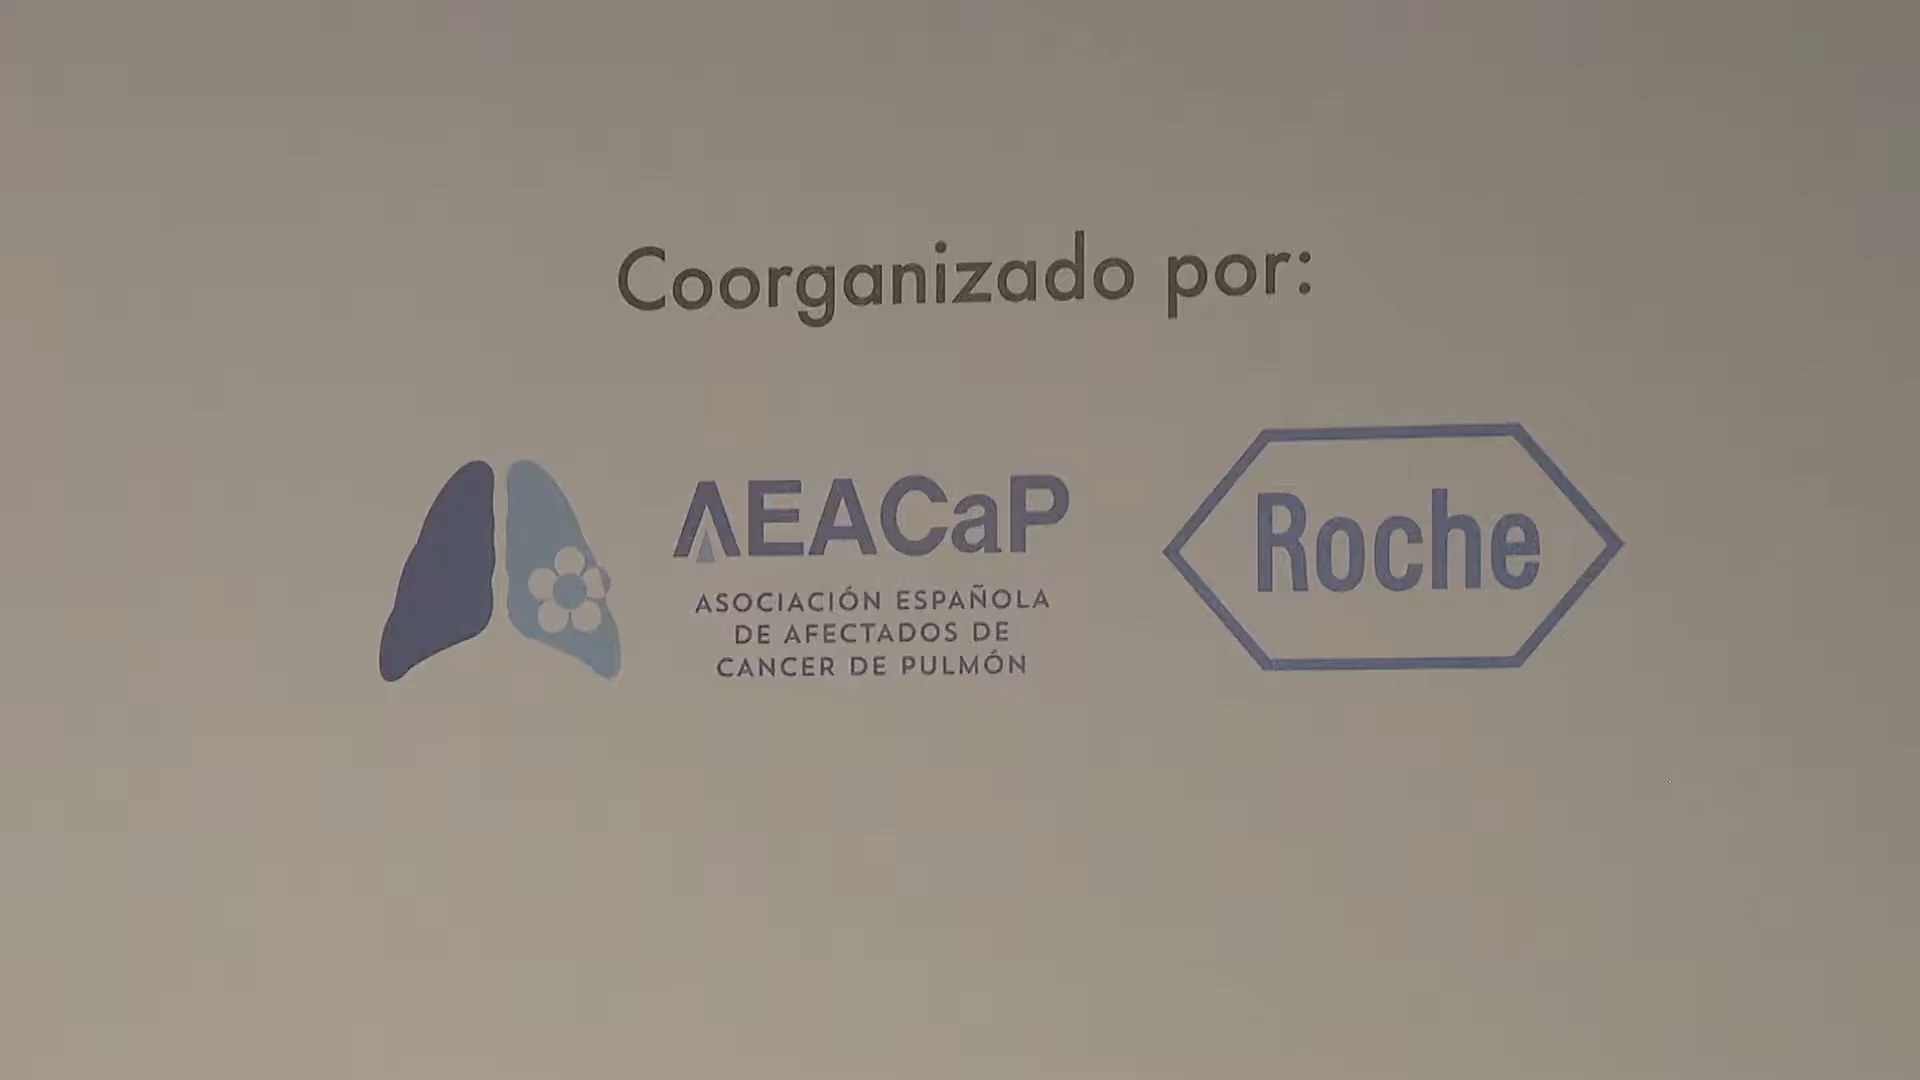 Coorganizado por:
AEACaP
ASOCIACIÓN ESPAÑOLA
DE AFECTADOS DE
CANCER DE PULMÓN
Roche